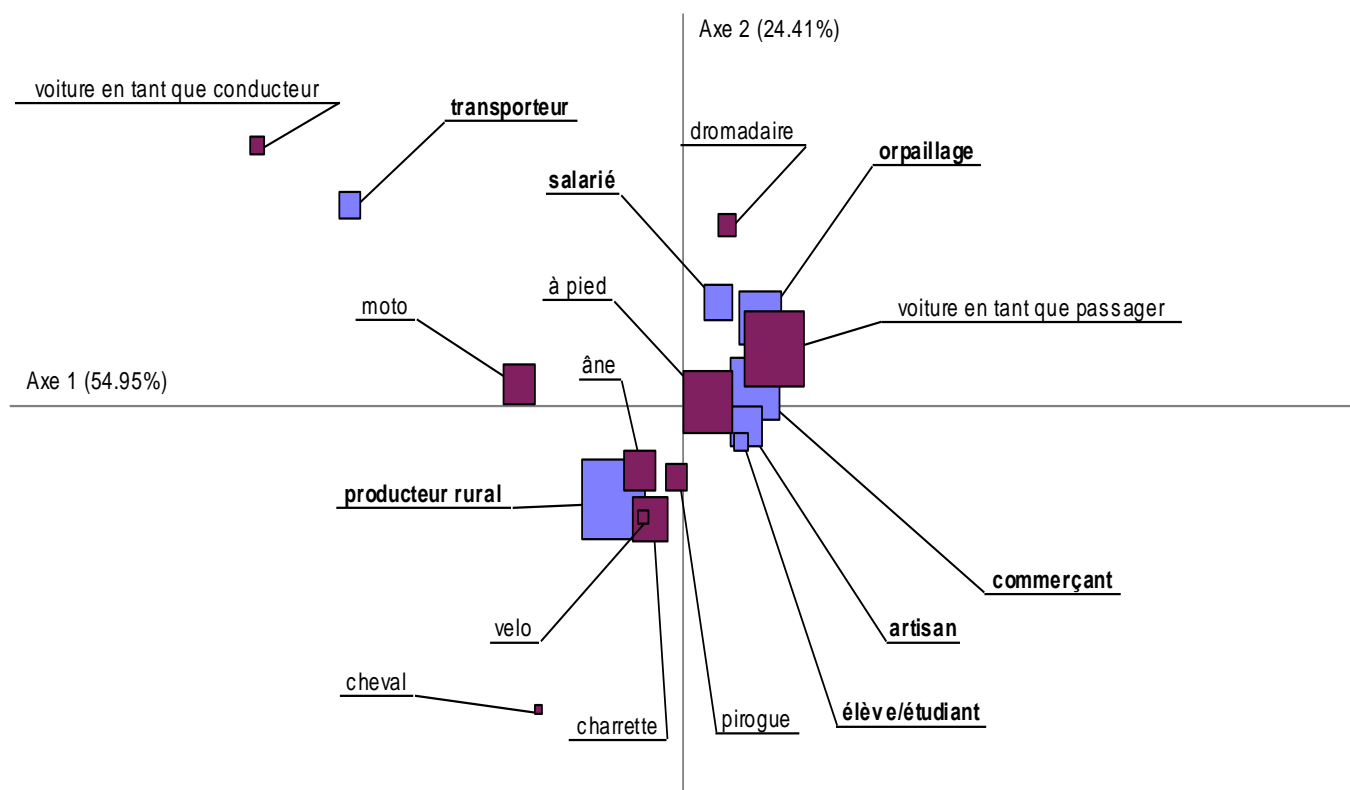 Axe 2 (24.41%)
voiture en tant que conducteur
transporteur
dromadaire
orpaillage
salarié
à pied
moto
voiture en tant que passager
âne
Axe 1 (54.95%)
producteur rural
commerçant
velo
artisan
cheval
charrette
pirogue
élève/étudiant